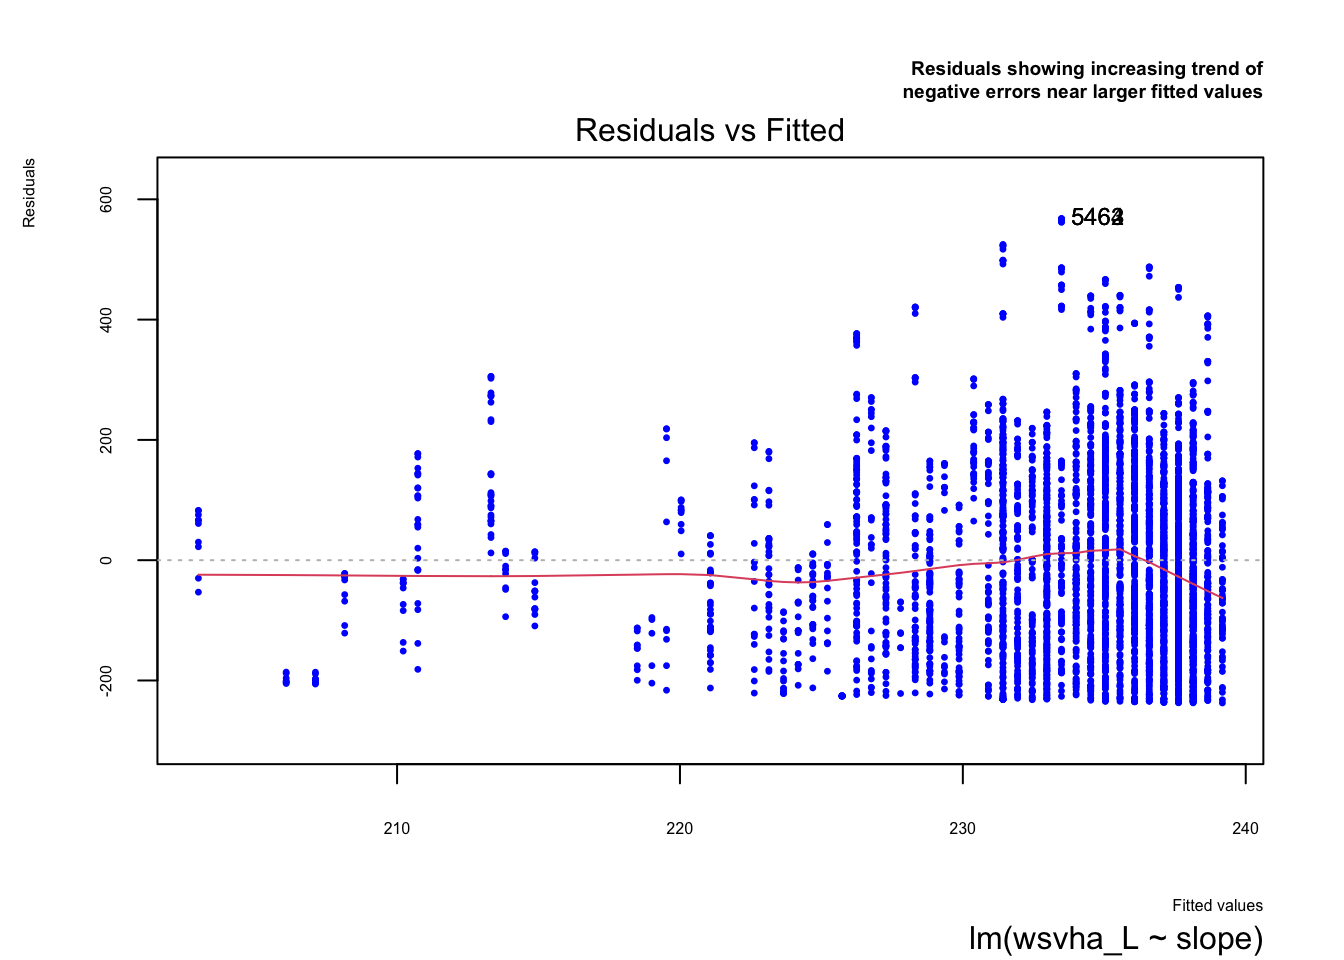 Residuals showing increasing trend of
negative errors near larger fitted values
Residuals vs Fitted
Residuals
600
400
200
0
-200
210
220
230
240
Fitted values
lm(wsvha_L ~ slope)